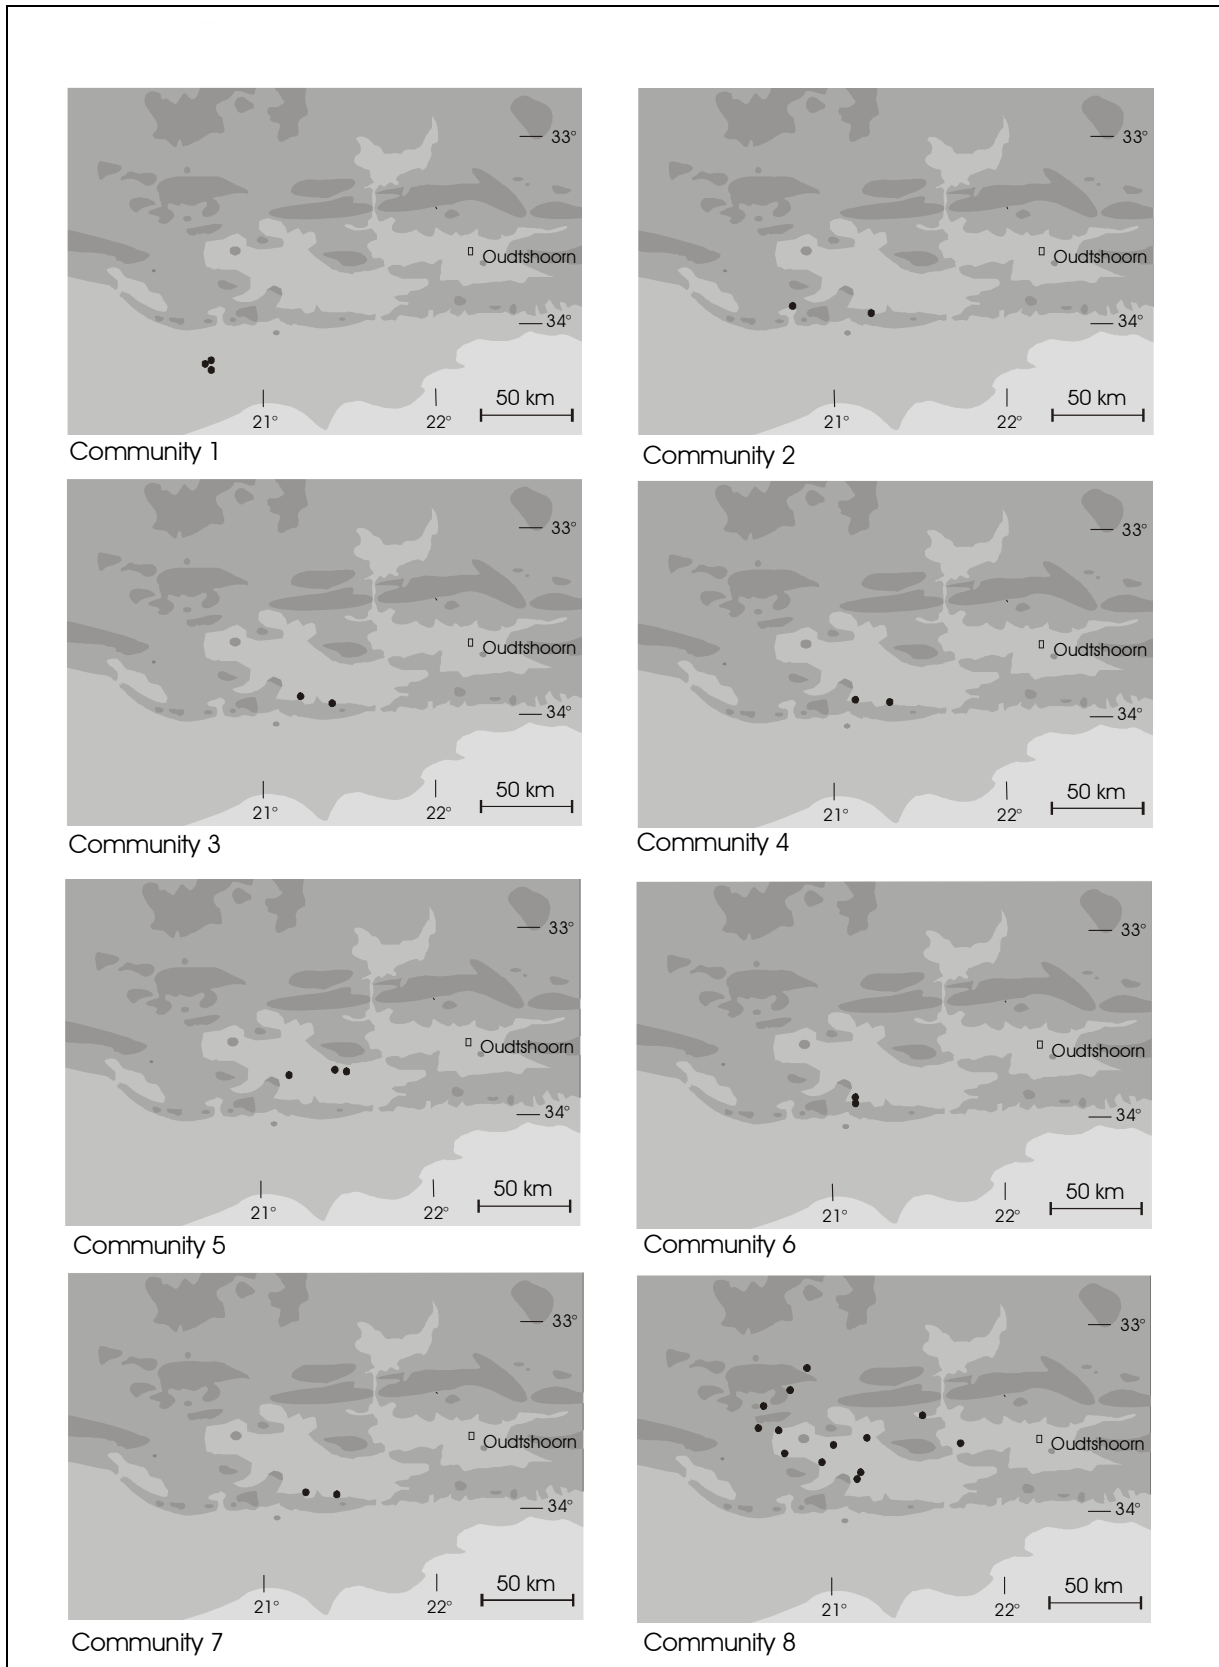 33°
Oudtshoorn
34°
50 km
21°
22°
Community 1
33°
Oudtshoorn
34°
50 km
21°
22°
Community 2
33°
Oudtshoorn
34°
50 km
21°
22°
Community 3
33°
Oudtshoorn
34°
50 km
21°
22°
Community 4
33°
Oudtshoorn
34°
50 km
21°
22°
Community 5
33°
Oudtshoorn
34°
50 km
21°
22°
Community 6
33°
Oudtshoorn
34°
50 km
21°
22°
Community 7
33°
Oudtshoorn
34°
50 km
21°
22°
Community 8